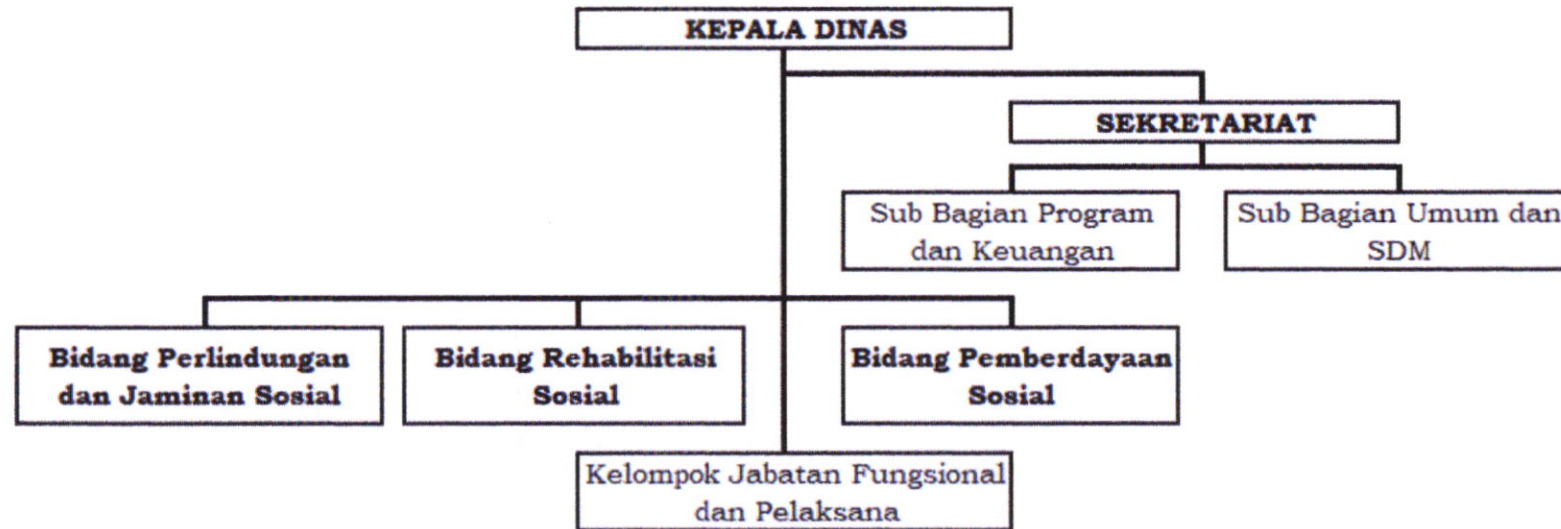 KEPALA DINAS
SEKRETARIAT
Sub Bagian Program
dan Keuangan
Sub Bagian Umum dan
SDM
Bidang Perlindungan
dan Jaminan Sosial
Bidang Rehabilitasi
Sosial
Bidang Pemberdayaan
Sosial
Kelompok Jabatan Fungsional
dan Pelaksana